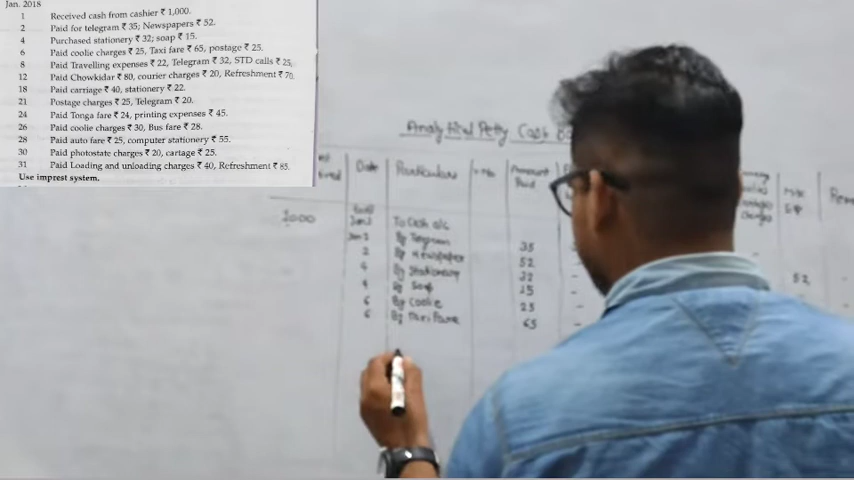 Jan. 2018
1 Received cash from cashier ₹ 1,000.
2 Paid for telegram ₹ 35; Newspapers ₹ 52.
4 Purchased stationery ₹ 32; soap ₹ 15.
6 Paid coolie charges ₹ 25, Taxi fare ₹ 65, postage ₹ 25.
8 Paid Travelling expenses ₹ 22, Telegram ₹ 32, STD calls ₹ 25,
12 Paid Chowkidar ₹ 80, courier charges ₹ 20, Refreshment ₹ 70.
18 Paid carriage ₹ 40, stationery ₹ 22.
21 Postage charges ₹ 25, Telegram ₹ 20.
24 Paid Tonga fare ₹ 24, printing expenses ₹ 45.
26 Paid coolie charges ₹ 30, Bus fare ₹ 28.
28 Paid auto fare ₹ 25, computer stationery ₹ 55.
30 Paid photostate charges ₹ 20, cartage ₹ 25.
31 Paid Loading and unloading charges ₹ 40, Refreshment ₹ 85.
Use imprest system.
Petty Cash
Date Particulars Amount Paid
charges
1000 To Cash a/c
By Telegram 35
2 By Newspaper 52 52
4 By Stationery 32
4 By Soap 15
6 By Coolie 25
6 By Taxi Fare 65